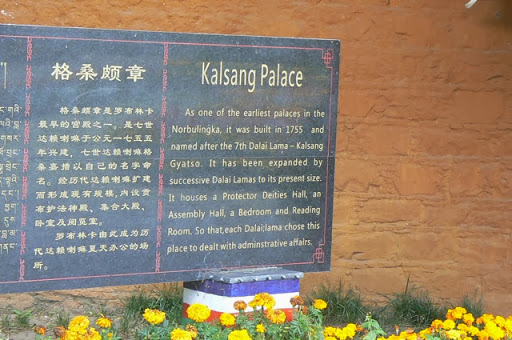 格桑颇章
格桑颇章是罗布林卡
最早的宫殿之一。是七世
达赖喇嘛于公元一七五五
年兴建，七世达赖喇嘛格
桑嘉措以自己的名字命
名。经历代达赖喇嘛扩建
而形成现有规模，内设贡
布护法神殿、集合大殿、
卧室及阅览室。
罗布林卡由此成为历
代达赖喇嘛夏天办公的场
所。
Kalsang Palace
As one of the earliest palaces in the
Norbulingka, it was built in 1755 and
named after the 7th Dalai Lama – Kalsang
Gyatso. It has been expanded by
successive Dalai Lamas to its present size.
It houses a Protector Deities Hall, an
Assembly Hall, a Bedroom and Reading
Room. So that,each Dalai;lama chose this
place to dealt with adminstrative affairs.